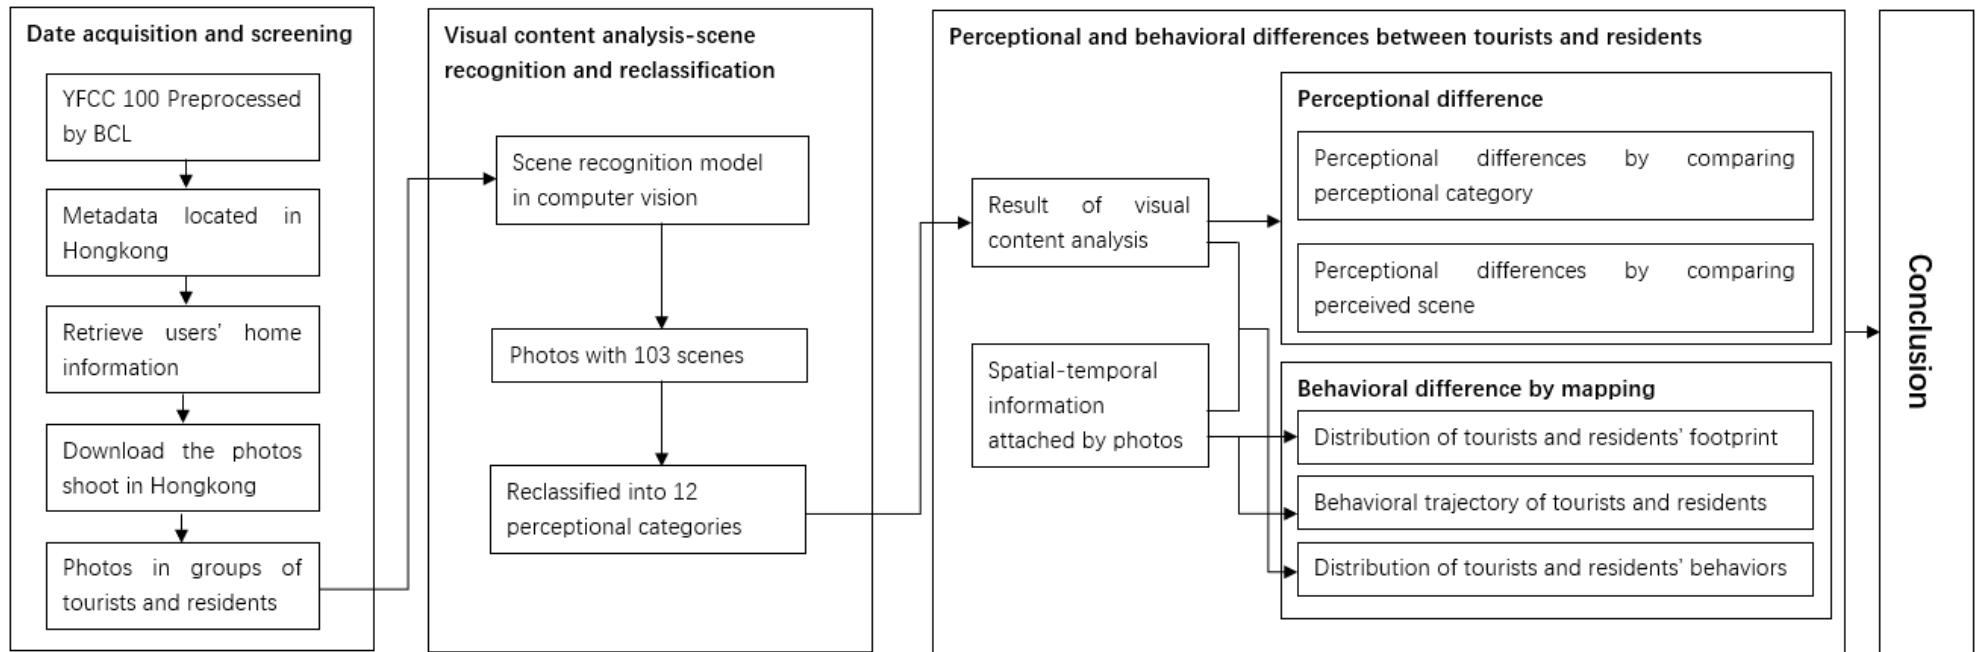 Date acquisition and screening
YFCC 100 Preprocessed
by BCL
Metadata located in
Hongkong
Retrieve users' home
information
Download the photos
shoot in Hongkong
Photos in groups of
tourists and residents
Visual content analysis-scene
recognition and reclassification
Scene recognition model
in computer vision
Photos with 103 scenes
Reclassified into 12
perceptional categories
Perceptional and behavioral differences between tourists and residents
Result of visual
content analysis
Spatial-temporal
information
attached by photos
Perceptional difference
Perceptional differences by comparing
perceptional category
Perceptional differences by comparing
perceived scene
Behavioral difference by mapping
Distribution of tourists and residents' footprint
Behavioral trajectory of tourists and residents
Distribution of tourists and residents' behaviors
Conclusion